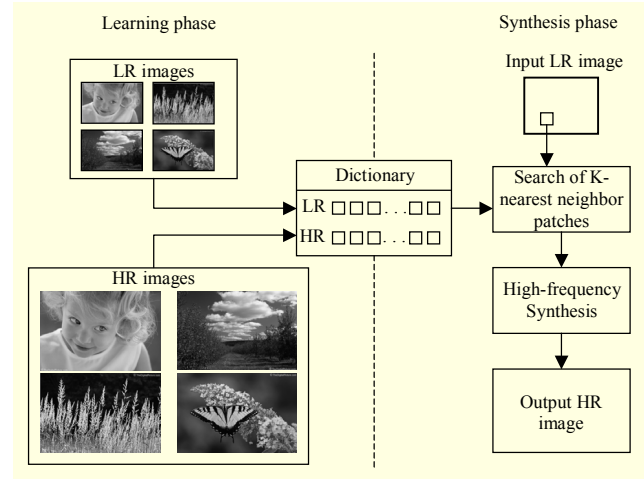 Learning phase
Synthesis phase
LR images
Input LR image
Dictionary
LR . . .
HR . . .
Search of K-
nearest neighbor
patches
HR images
High-frequency
Synthesis
Output HR
image